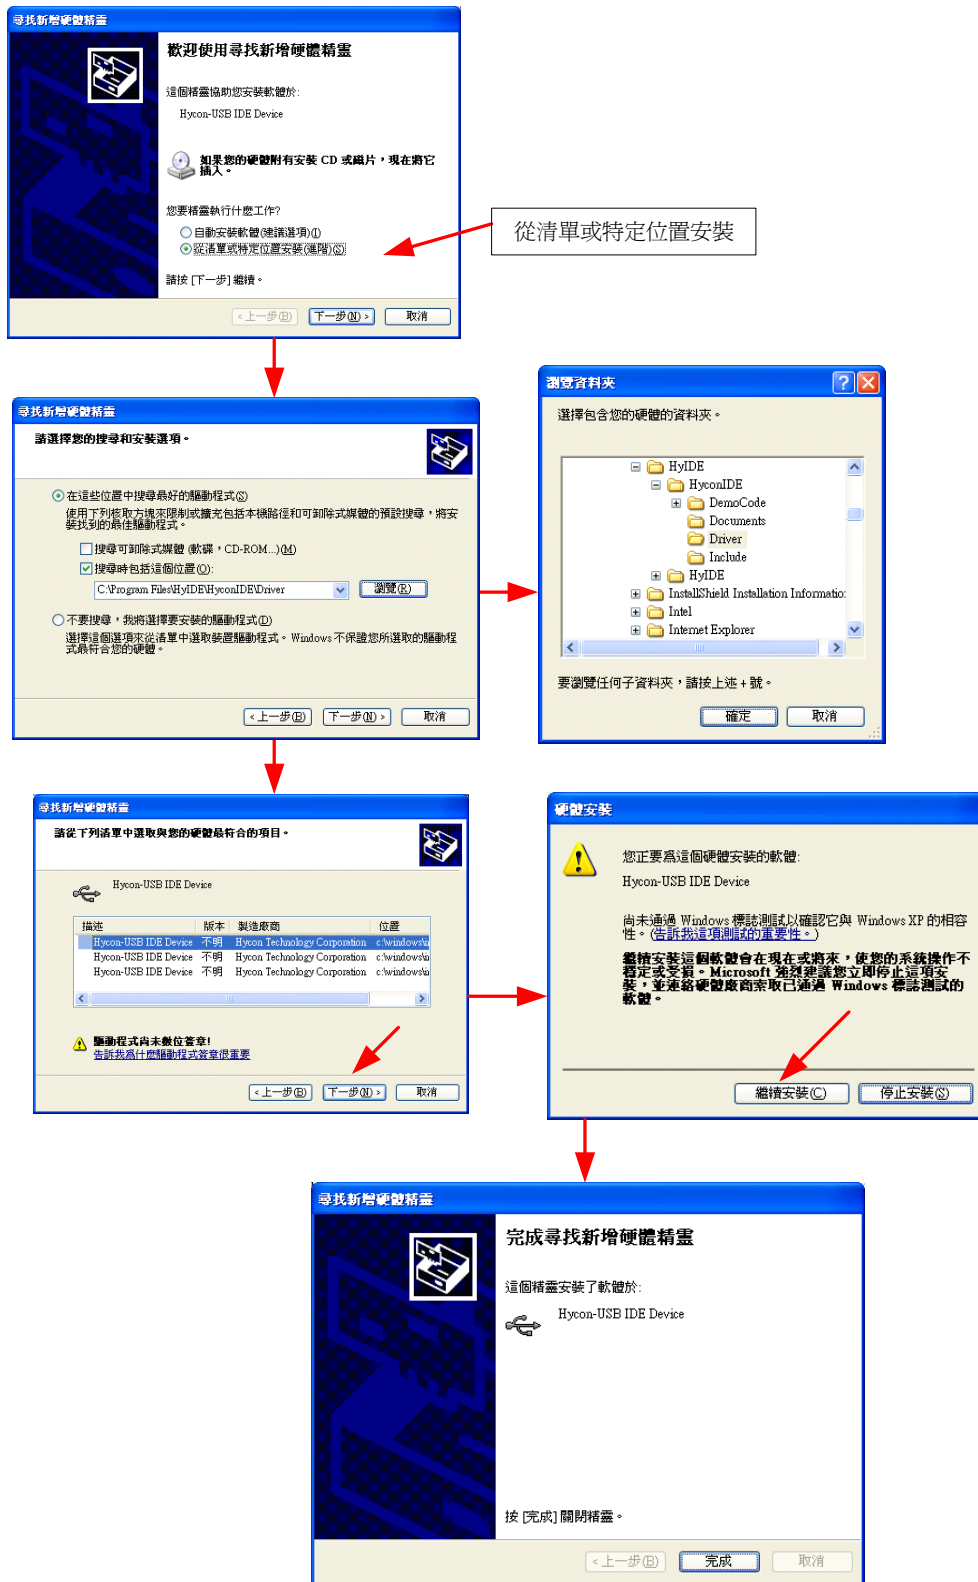 尋找新增硬體精靈
歡迎使用尋找新增硬體精靈
這個精靈協助您安裝軟體於:
Hycon-USB IDE Device
如果您的硬體附有安裝 CD 或磁片，現在將它
插入。
您要精靈執行什麼工作?
自動安裝軟體(建議選項)(I)
從清單或特定位置安裝(進階)(S)
請按 [下一步] 繼續。
< 上一步(B)
下一步(N) >
取消
從清單或特定位置安裝
尋找新增硬體精靈
請選擇您的搜尋和安裝選項。
在這些位置中搜尋最好的驅動程式(S)
使用下列核取方塊來限制或擴充包括本機路徑和可卸除式媒體的預設搜尋，將安
裝找到的最佳驅動程式。
搜尋可卸除式媒體 (軟碟，CD-ROM...)(M)
搜尋時包括這個位置(O):
C:\Program Files\HyIDE\HyconIDE\Driver
瀏覽(R)
不要搜尋，我將選擇要安裝的驅動程式(D)
選擇這個選項來從清單中選取裝置驅動程式。Windows 不保證您所選取的驅動程
式最符合您的硬體。
< 上一步(B)
下一步(N) >
取消
瀏覽資料夾
選擇包含您的硬體的資料夾。
HyIDE
HyconIDE
DemoCode
Documents
Driver
Include
HyIDE
InstallShield Installation Informatio
Intel
Internet Explorer
要瀏覽任何子資料夾，請按上述 + 號。
確定
取消
尋找新增硬體精靈
請從下列清單中選取與您的硬體最符合的項目。
Hycon-USB IDE Device
描述 版本 製造廠商 位置
Hycon-USB IDE Device 不明 Hycon Technology Corporation c:\windows\i
Hycon-USB IDE Device 不明 Hycon Technology Corporation c:\windows\i
Hycon-USB IDE Device 不明 Hycon Technology Corporation c:\windows\i
驅動程式尚未數位簽章!
告訴我為什麼驅動程式簽章很重要
< 上一步(B)
下一步(N) >
取消
硬體安裝
您正要為這個硬體安裝的軟體:
Hycon-USB IDE Device
尚未通過 Windows 標誌測試以確認它與 Windows XP 的相容
性。(告訴我這項測試的重要性。)
繼續安裝這個軟體會在現在或將來，使您的系統操作不
穩定或受損。Microsoft 強烈建議您立即停止這項安
裝，並連絡硬體廠商索取已通過 Windows 標誌測試的
軟體。
繼續安裝(C)
停止安裝(S)
尋找新增硬體精靈
完成尋找新增硬體精靈
這個精靈安裝了軟體於:
Hycon-USB IDE Device
按 [完成] 關閉精靈。
< 上一步(B)
完成
取消